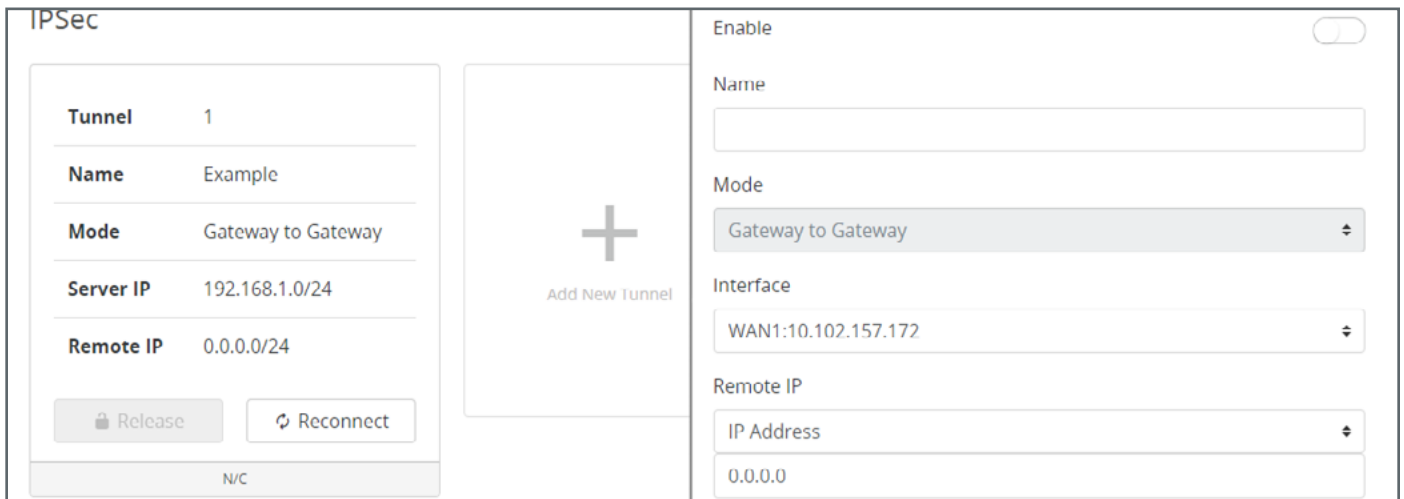 IPSec
Tunnel 1
Name Example
Mode Gateway to Gateway
Server IP 192.168.1.0/24
Remote IP 0.0.0.0/24
Release Reconnect
N/C
Add New Tunnel
Enable
Name
Mode
Gateway to Gateway
Interface
WAN1:10.102.157.172
Remote IP
IP Address
0.0.0.0